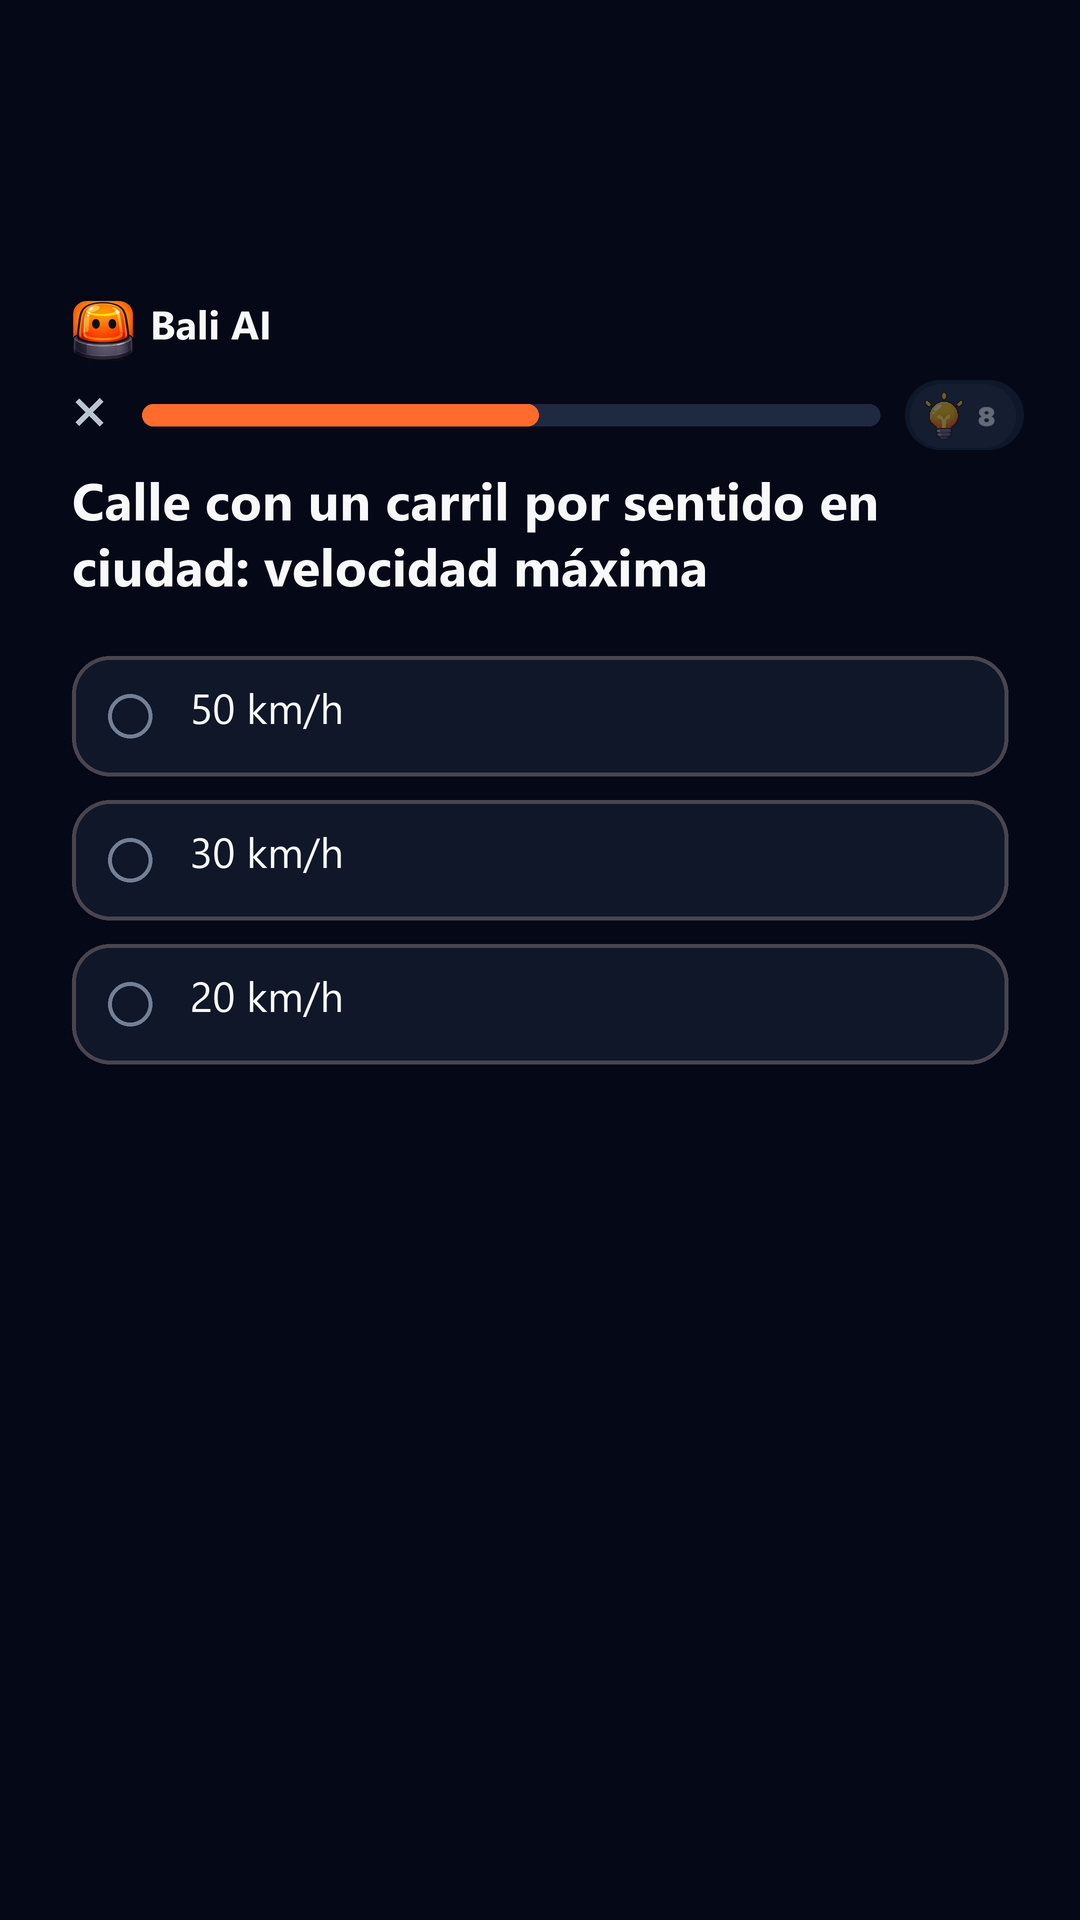 Bali AI
8
Calle con un carril por sentido en
ciudad: velocidad máxima
50 km/h
30 km/h
20 km/h